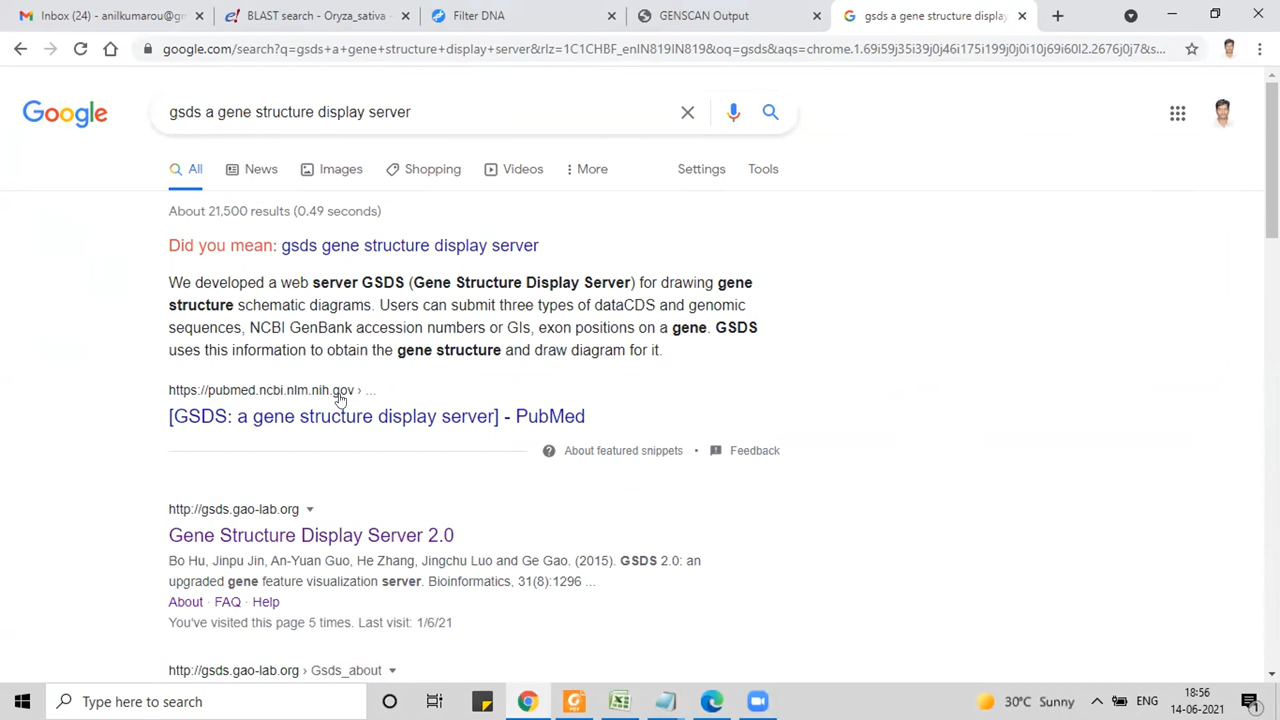 Inbox (24) - anilkumarou@gm
BLAST search - Oryza_sativa -
Filter DNA
GENSCAN Output
gsds a gene structure display
google.com/search?q=gsds+a+gene+structure+display+server&rlz=1C1CHBF_enIN819IN819&oq=gsds&aqs=chrome.1.69i59j35i39j0i46i175i199j0j0i10j69i60l2.2676j0j7&s...
Google
gsds a gene structure display server
All
News
Images
Shopping
Videos
More
Settings
Tools
About 21,500 results (0.49 seconds)
Did you mean: gsds gene structure display server
We developed a web server GSDS (Gene Structure Display Server) for drawing gene
structure schematic diagrams. Users can submit three types of dataCDS and genomic
sequences, NCBI GenBank accession numbers or GIs, exon positions on a gene. GSDS
uses this information to obtain the gene structure and draw diagram for it.
https://pubmed.ncbi.nlm.nih.gov › ...
[GSDS: a gene structure display server] - PubMed
About featured snippets • Feedback
http://gsds.gao-lab.org
Gene Structure Display Server 2.0
Bo Hu, Jinpu Jin, An-Yuan Guo, He Zhang, Jingchu Luo and Ge Gao. (2015). GSDS 2.0: an
upgraded gene feature visualization server. Bioinformatics, 31(8):1296 ...
About · FAQ · Help
You've visited this page 5 times. Last visit: 1/6/21
http://gsds.gao-lab.org › Gsds_about
Type here to search
30°C Sunny
ENG
18:56
14-06-2021